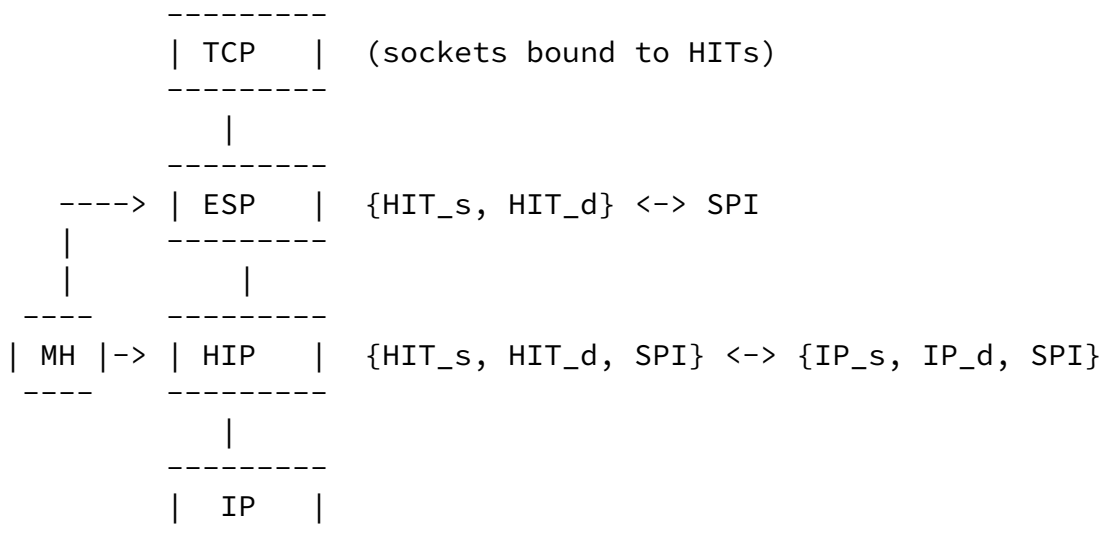 ---------
| TCP | (sockets bound to HITs)
---------
|
---------
----> | ESP | {HIT_s, HIT_d} <-> SPI
| ---------
| |
---- ---------
| MH |-> | HIP | {HIT_s, HIT_d, SPI} <-> {IP_s, IP_d, SPI}
---- ---------
|
---------
| IP |